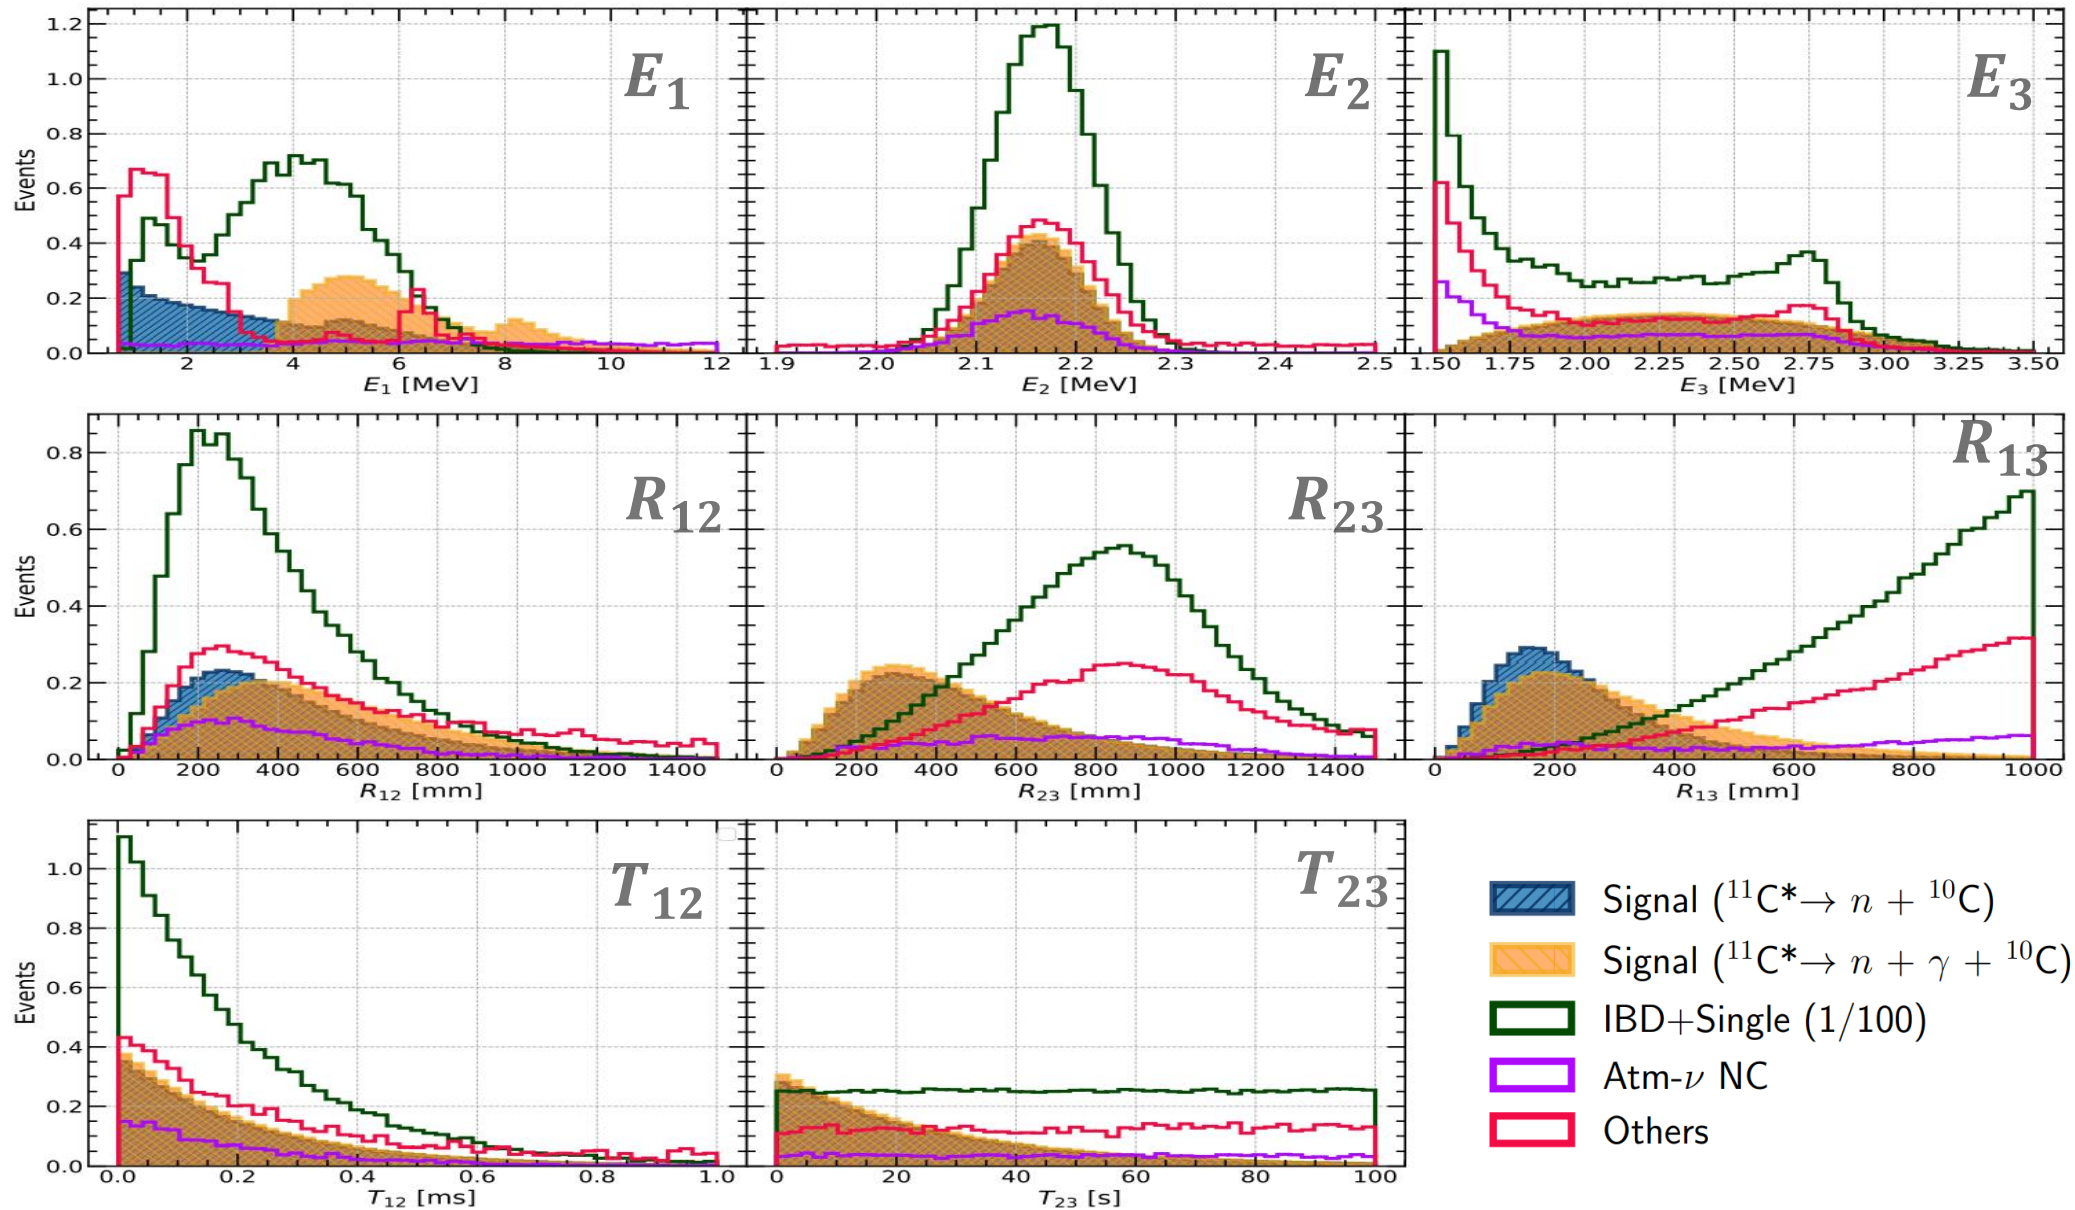 E₁
E₂
E₃
1.2
1.0
0.8
0.6
0.4
0.2
0.0
Events
2 4 6 8 10 12
E₁ [MeV]
1.9 2.0 2.1 2.2 2.3 2.4 2.5
E₂ [MeV]
1.50 1.75 2.00 2.25 2.50 2.75 3.00 3.25 3.50
E₃ [MeV]
R₁₂
R₂₃
R₁₃
0.8
0.6
0.4
0.2
0.0
Events
0 200 400 600 800 1000 1200 1400
R₁₂ [mm]
0 200 400 600 800 1000 1200 1400
R₂₃ [mm]
0 200 400 600 800 1000
R₁₃ [mm]
T₁₂
T₂₃
1.0
0.8
0.6
0.4
0.2
0.0
Events
0.0 0.2 0.4 0.6 0.8 1.0
T₁₂ [ms]
0 20 40 60 80 100
T₂₃ [s]
Signal (¹¹C*→ n + ¹⁰C)
Signal (¹¹C*→ n + γ + ¹⁰C)
IBD+Single (1/100)
Atm-ν NC
Others